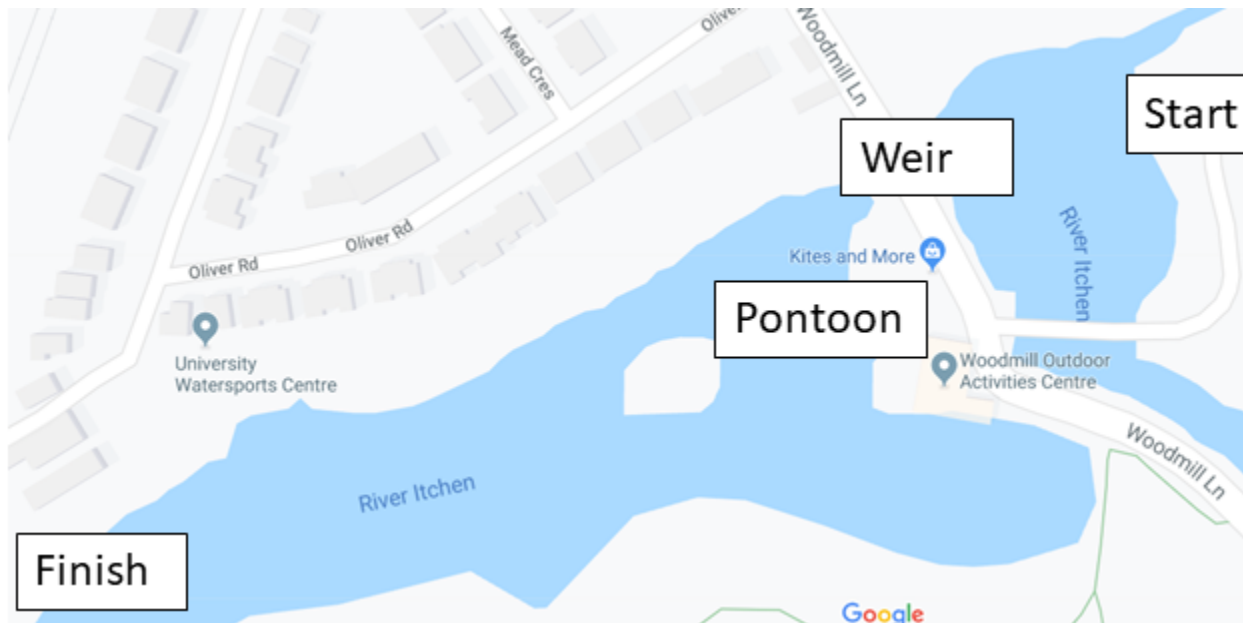 Oliver
Woodmill Ln
Mead Cres
Start
Weir
River Itchen
Oliver Rd
Oliver Rd
Kites and More
Pontoon
University
Watersports Centre
Woodmill Outdoor
Activities Centre
Woodmill Ln
River Itchen
Finish
Google